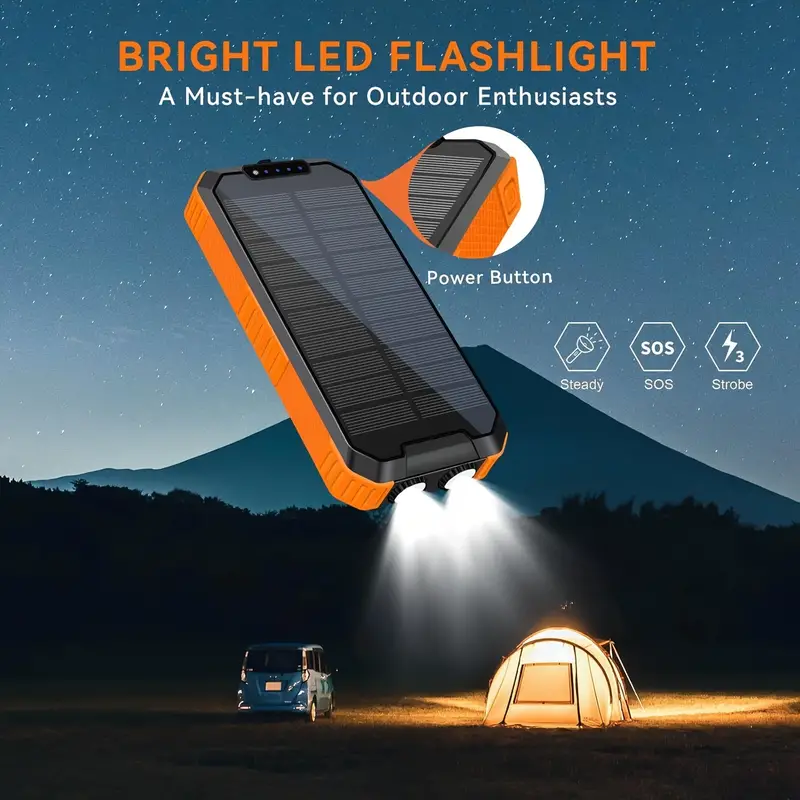 BRIGHT LED FLASHLIGHT
A Must-have for Outdoor Enthusiasts
Power Button
SOS
3
Steady
SOS
Strobe